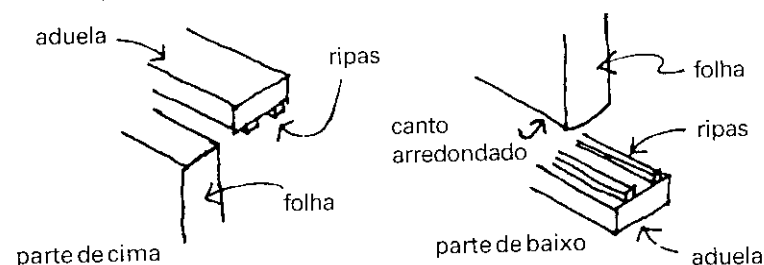 aduela
ripas
folha
parte de cima
folha
canto
arredondado
ripas
parte de baixo
aduela